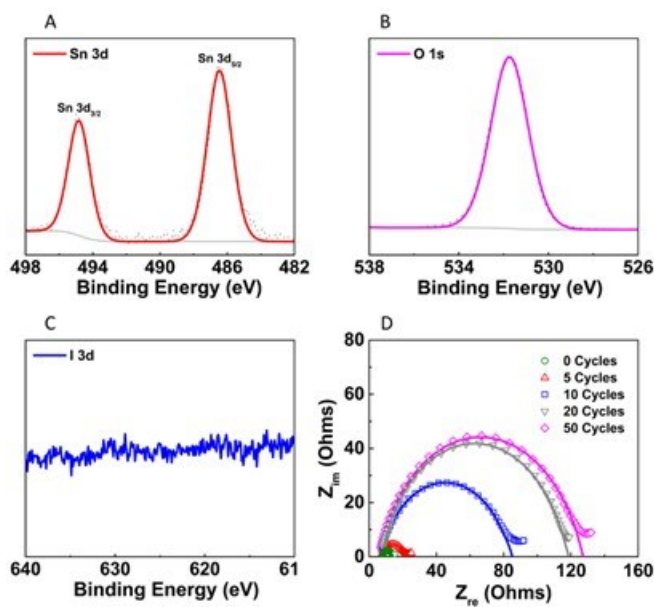 A
Sn 3d
Sn 3d3/2
Sn 3d5/2
498 494 490 486 482
Binding Energy (eV)
B
O 1s
538 534 530 526
Binding Energy (eV)
C
I 3d
640 630 620 61
Binding Energy (eV)
D
0 Cycles
5 Cycles
10 Cycles
20 Cycles
50 Cycles
Zim (Ohms)
80
60
40
20
0
0 40 80 120 160
Zre (Ohms)